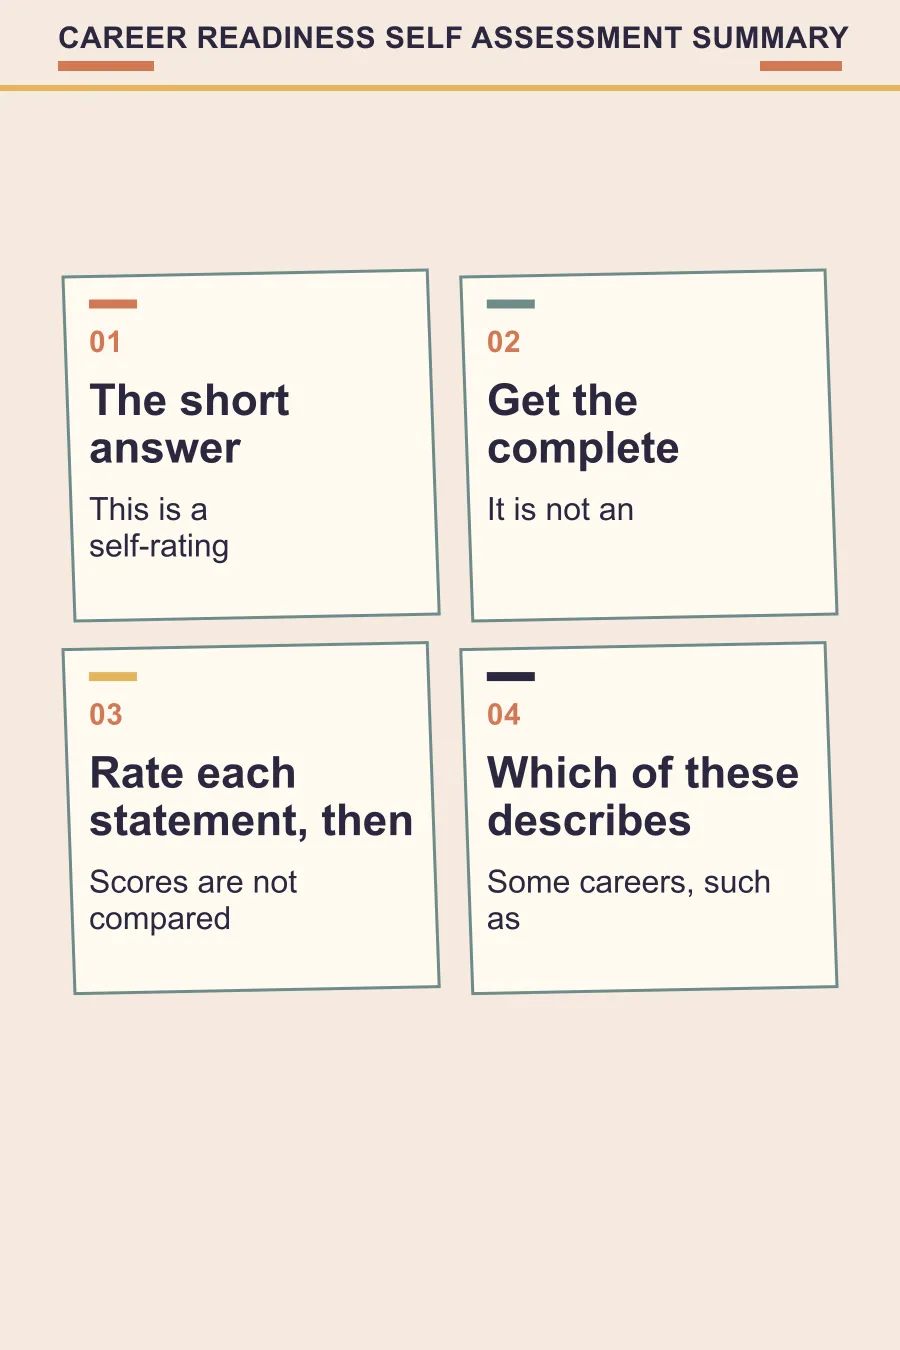 CAREER READINESS SELF ASSESSMENT SUMMARY
01
The short
answer
This is a
self-rating
02
Get the
complete
It is not an
03
Rate each
statement, then
Scores are not
compared
04
Which of these
describes
Some careers, such
as